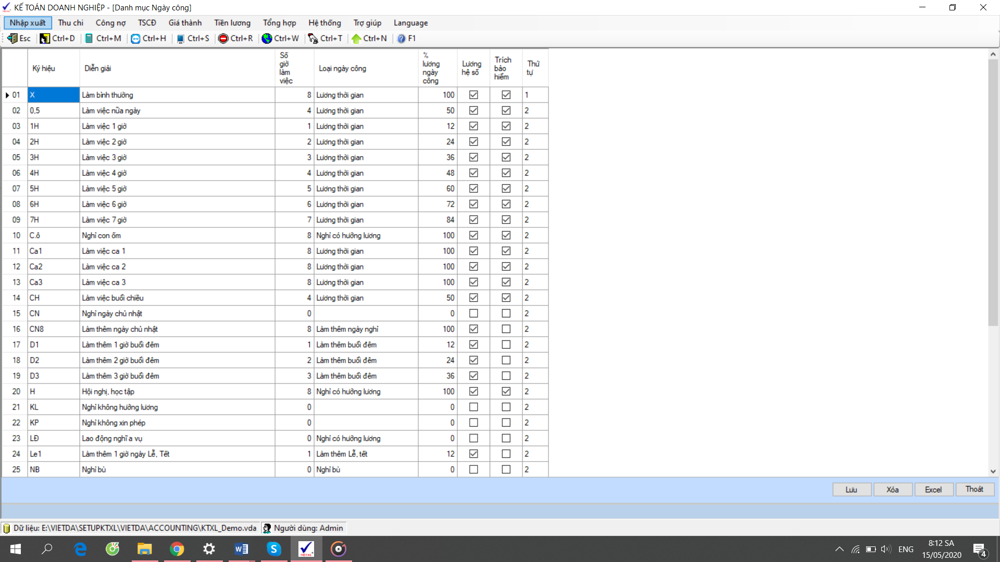 KẾ TOÁN DOANH NGHIỆP - [Danh mục Ngày công]
Nhập xuất Thu chi Công nợ TSCĐ Giá thành Tiền lương Tổng hợp Hệ thống Trợ giúp Language
Esc Ctrl+D Ctrl+M Ctrl+H Ctrl+S Ctrl+R Ctrl+W Ctrl+T Ctrl+N F1
Ký hiệu Diễn giải Số giờ làm việc Loại ngày công % lương ngày công Lương hệ số Trích bảo hiểm Thứ tự
01 X Làm bình thường 8 Lương thời gian 100 1
02 0,5 Làm việc nữa ngày 4 Lương thời gian 50 2
03 1H Làm việc 1 giờ 1 Lương thời gian 12 2
04 2H Làm việc 2 giờ 2 Lương thời gian 24 2
05 3H Làm việc 3 giờ 3 Lương thời gian 36 2
06 4H Làm việc 4 giờ 4 Lương thời gian 48 2
07 5H Làm việc 5 giờ 5 Lương thời gian 60 2
08 6H Làm việc 6 giờ 6 Lương thời gian 72 2
09 7H Làm việc 7 giờ 7 Lương thời gian 84 2
10 C.ô Nghỉ con ốm 8 Nghỉ có hưởng lương 100 2
11 Ca1 Làm việc ca 1 8 Lương thời gian 100 2
12 Ca2 Làm việc ca 2 8 Lương thời gian 100 2
13 Ca3 Làm việc ca 3 8 Lương thời gian 100 2
14 CH Làm việc buổi chiều 4 Lương thời gian 50 2
15 CN Nghỉ ngày chủ nhật 0 0 2
16 CN8 Làm thêm ngày chủ nhật 8 Làm thêm ngày nghỉ 100 2
17 D1 Làm thêm 1 giờ buổi đêm 1 Làm thêm buổi đêm 12 2
18 D2 Làm thêm 2 giờ buổi đêm 2 Làm thêm buổi đêm 24 2
19 D3 Làm thêm 3 giờ buổi đêm 3 Làm thêm buổi đêm 36 2
20 H Hội nghị, học tập 8 Nghỉ có hưởng lương 100 2
21 KL Nghỉ không hưởng lương 0 0 2
22 KP Nghỉ không xin phép 0 0 2
23 LĐ Lao động nghĩa vụ 0 Nghỉ có hưởng lương 0 2
24 Le1 Làm thêm 1 giờ ngày Lễ, Tết 1 Làm thêm Lễ, tết 12 2
25 NB Nghỉ bù 0 Nghỉ bù 0 2
Lưu Xóa Excel Thoát
Dữ liệu: E:\VIETDA\SETUPKTXL\VIETDA\ACCOUNTING\KTXL_Demo.vda Người dùng: Admin
ENG 8:12 SA
15/05/2020
4